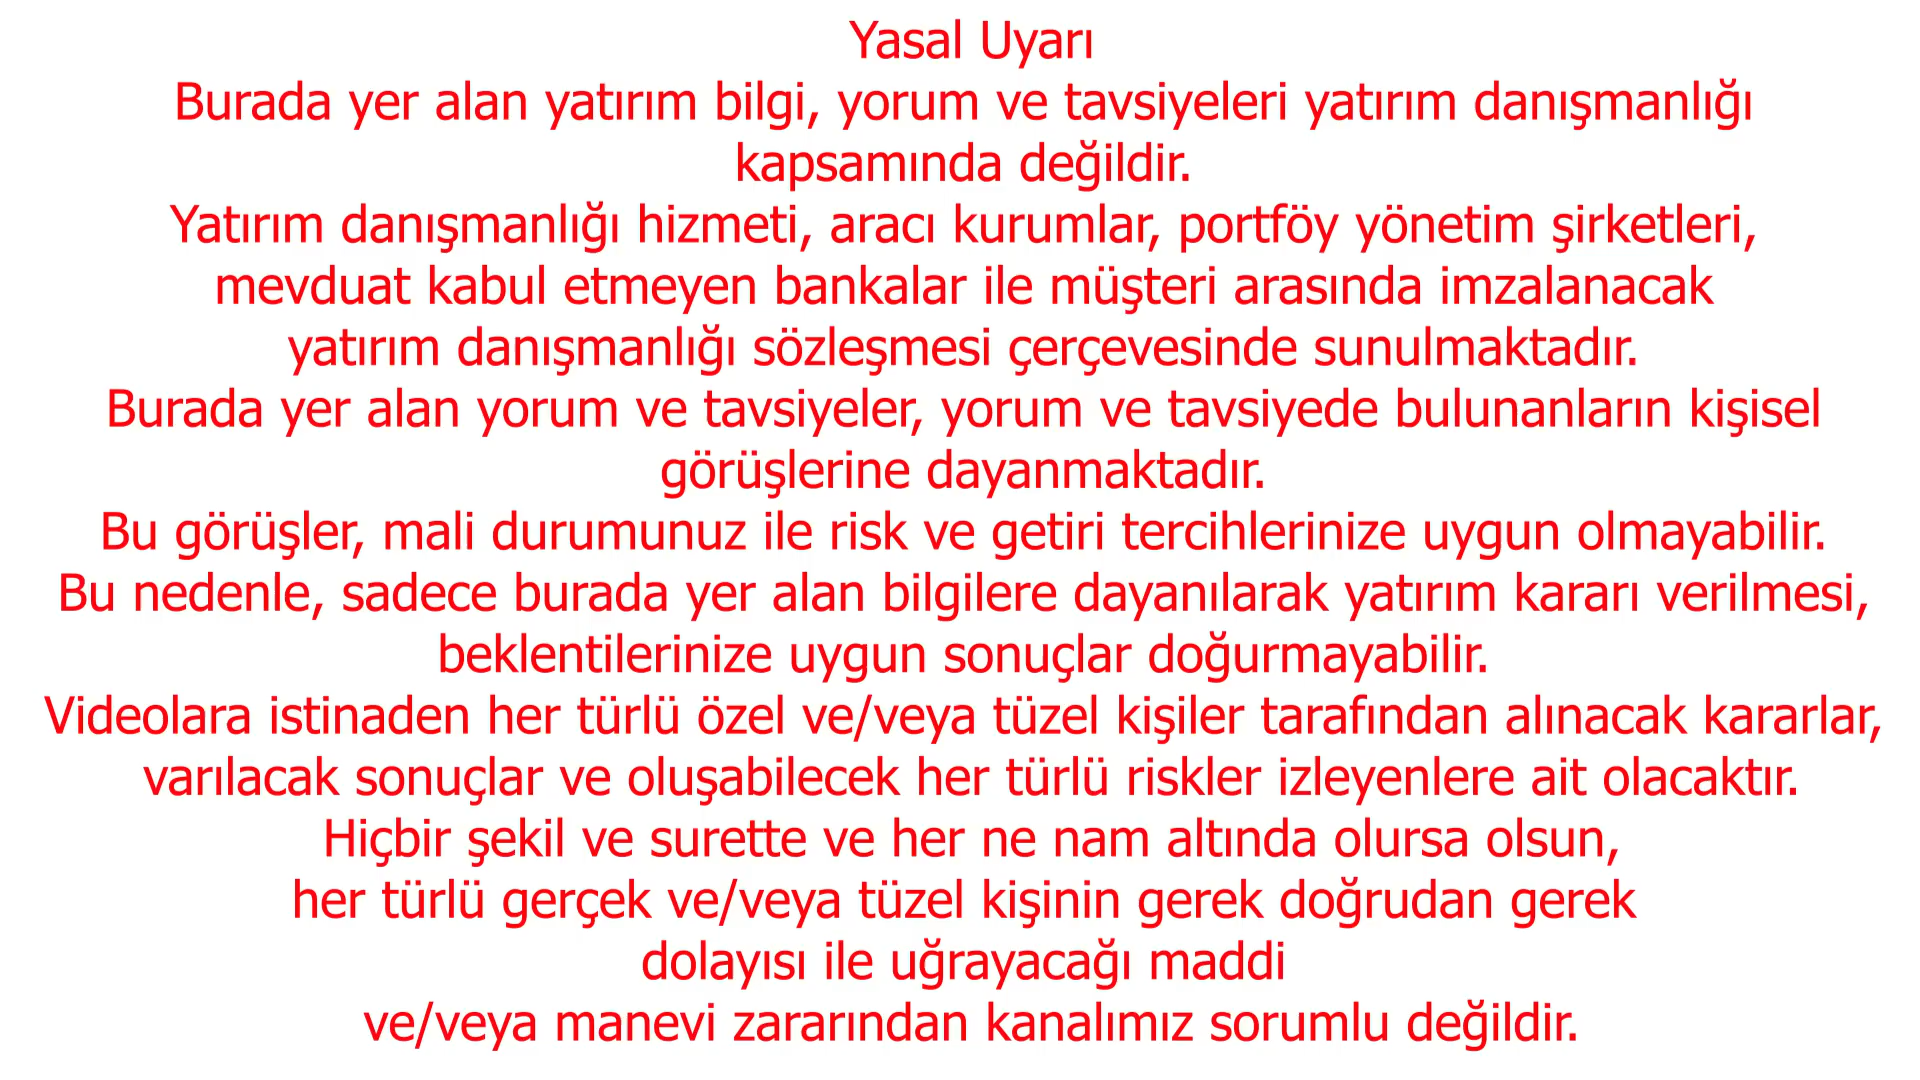 Yasal Uyarı
Burada yer alan yatırım bilgi, yorum ve tavsiyeleri yatırım danışmanlığı
kapsamında değildir.
Yatırım danışmanlığı hizmeti, aracı kurumlar, portföy yönetim şirketleri,
mevduat kabul etmeyen bankalar ile müşteri arasında imzalanacak
yatırım danışmanlığı sözleşmesi çerçevesinde sunulmaktadır.
Burada yer alan yorum ve tavsiyeler, yorum ve tavsiyede bulunanların kişisel
görüşlerine dayanmaktadır.
Bu görüşler, mali durumunuz ile risk ve getiri tercihlerinize uygun olmayabilir.
Bu nedenle, sadece burada yer alan bilgilere dayanılarak yatırım kararı verilmesi,
beklentilerinize uygun sonuçlar doğurmayabilir.
Videolara istinaden her türlü özel ve/veya tüzel kişiler tarafından alınacak kararlar,
varılacak sonuçlar ve oluşabilecek her türlü riskler izleyenlere ait olacaktır.
Hiçbir şekil ve surette ve her ne nam altında olursa olsun,
her türlü gerçek ve/veya tüzel kişinin gerek doğrudan gerek
dolayısı ile uğrayacağı maddi
ve/veya manevi zararından kanalımız sorumlu değildir.